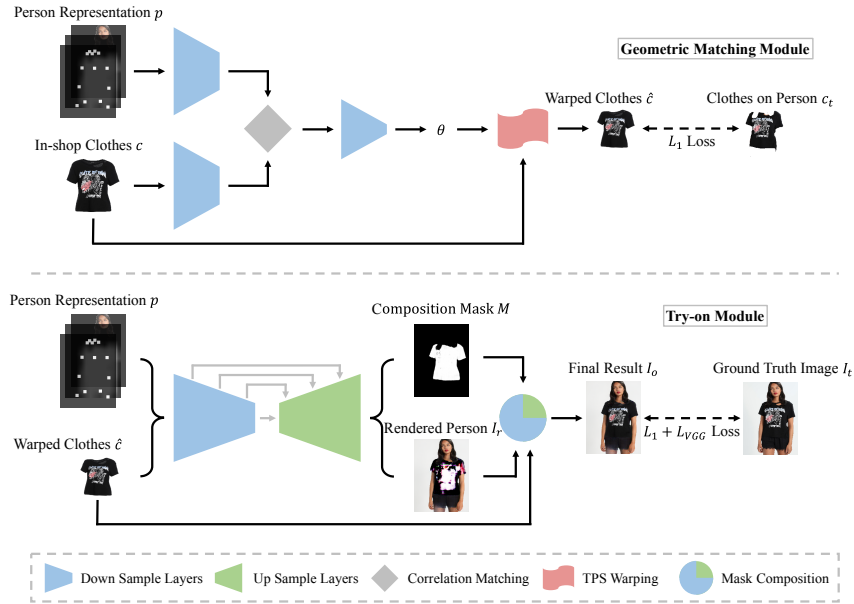 Person Representation p
Geometric Matching Module
Warped Clothes ĉ
Clothes on Person c_t
θ
L_1 Loss
In-shop Clothes c
Person Representation p
Composition Mask M
Try-on Module
Final Result I_o
Ground Truth Image I_t
Rendered Person I_r
L_1 + L_VGG Loss
Warped Clothes ĉ
Down Sample Layers
Up Sample Layers
Correlation Matching
TPS Warping
Mask Composition